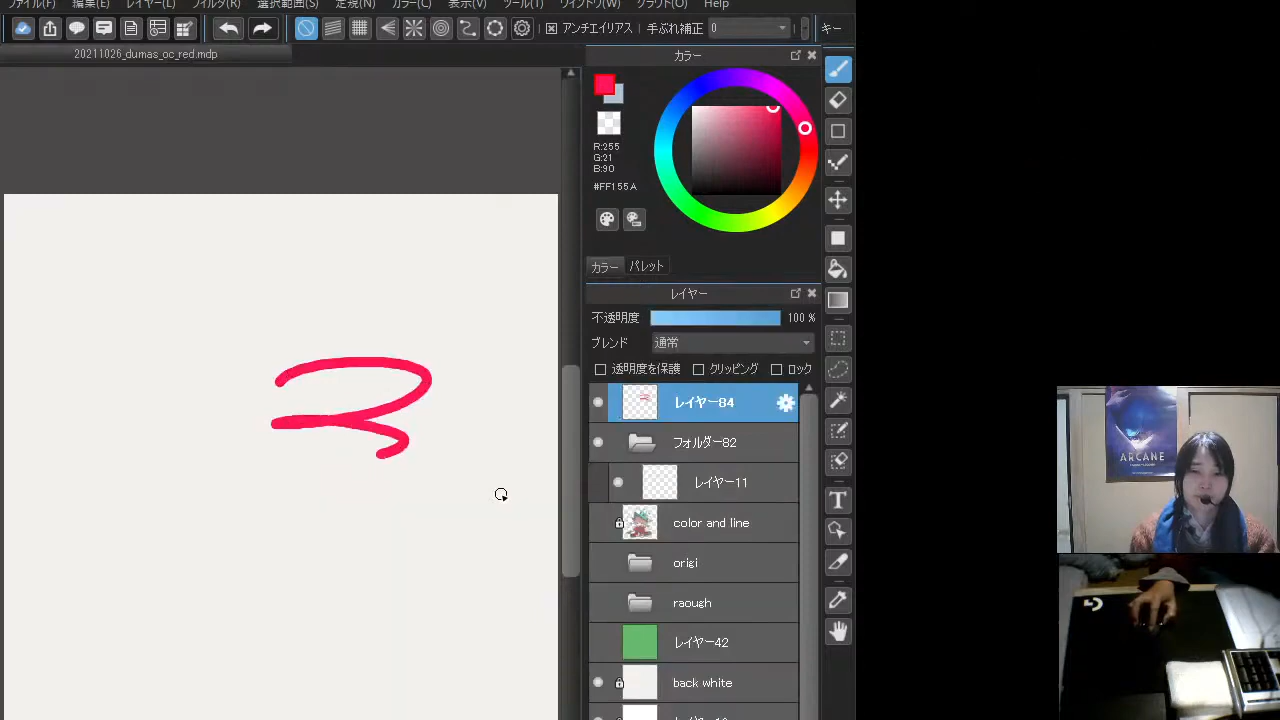 ファイル(F) 編集(E) レイヤー(L) フィルタ(R) 選択範囲(S) 定規(N) カラー(C) 表示(V) ツール(T) ウインドウ(W) クラウド(O) Help
アンチエイリアス 手ぶれ補正 0 キー
20211026_dumas_oc_red.mdp
カラー
R:255
G:21
B:90
#FF155A
カラー パレット
レイヤー
不透明度 100 %
ブレンド 通常
透明度を保護 クリッピング ロック
レイヤー84
フォルダー82
レイヤー11
color and line
origi
raough
レイヤー42
back white
ARCANE